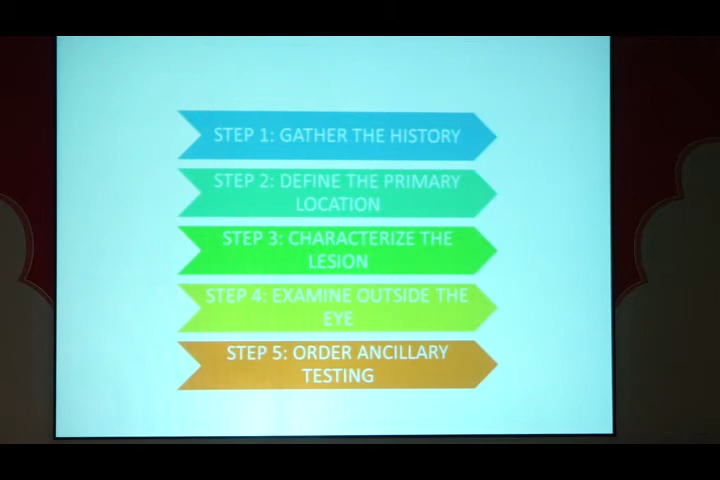 STEP 1: GATHER THE HISTORY
STEP 2: DEFINE THE PRIMARY
LOCATION
STEP 3: CHARACTERIZE THE
LESION
STEP 4: EXAMINE OUTSIDE THE
EYE
STEP 5: ORDER ANCILLARY
TESTING